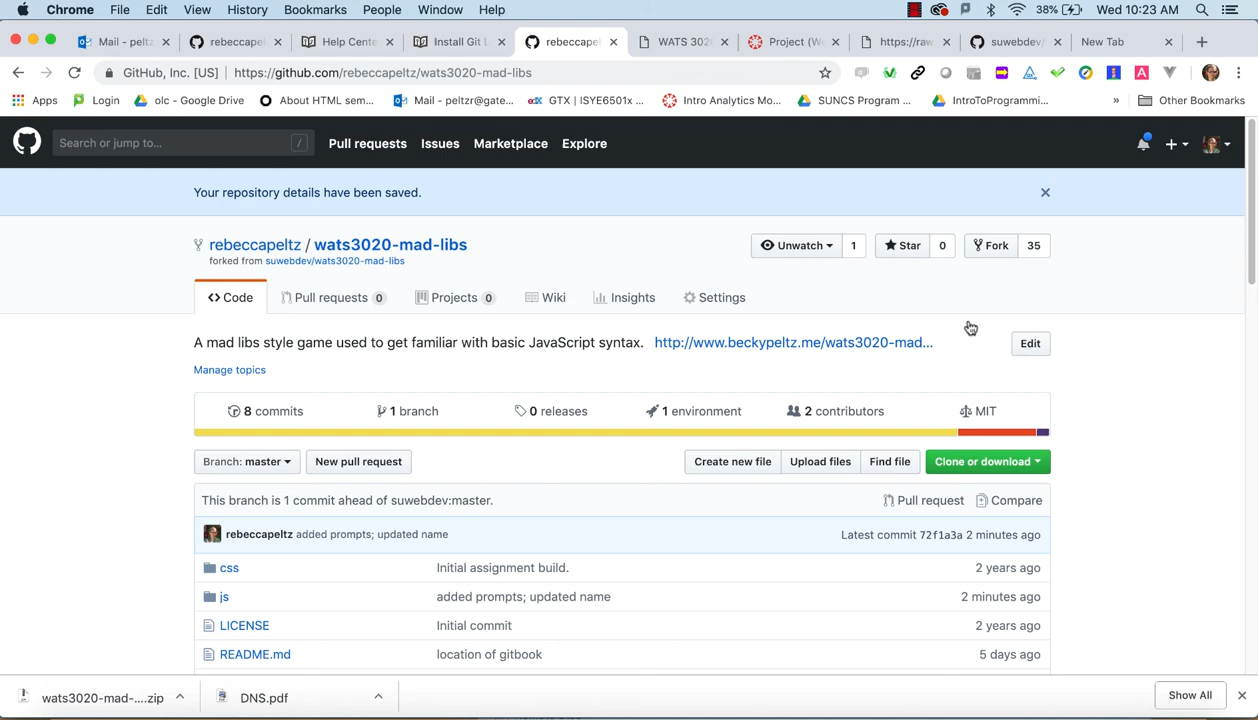 Chrome File Edit View History Bookmarks People Window Help 38% Wed 10:23 AM
Mail - peltz rebeccapel Help Cente Install Git L rebeccapel WATS 302 Project (We https://raw suwebdev/ New Tab
GitHub, Inc. [US] https://github.com/rebeccapeltz/wats3020-mad-libs
Apps Login olc - Google Drive About HTML sem... Mail - peltzr@gate... GTX | ISYE6501x ... Intro Analytics Mo... SUNCS Program ... IntroToProgrammi... » Other Bookmarks
Search or jump to... / Pull requests Issues Marketplace Explore
Your repository details have been saved.
rebeccapeltz / wats3020-mad-libs Unwatch 1 Star 0 Fork 35
forked from suwebdev/wats3020-mad-libs
Code Pull requests 0 Projects 0 Wiki Insights Settings
A mad libs style game used to get familiar with basic JavaScript syntax. http://www.beckypeltz.me/wats3020-mad... Edit
Manage topics
8 commits 1 branch 0 releases 1 environment 2 contributors MIT
Branch: master New pull request Create new file Upload files Find file Clone or download
This branch is 1 commit ahead of suwebdev:master. Pull request Compare
rebeccapeltz added prompts; updated name Latest commit 72f1a3a 2 minutes ago
css Initial assignment build. 2 years ago
js added prompts; updated name 2 minutes ago
LICENSE Initial commit 2 years ago
README.md location of gitbook 5 days ago
wats3020-mad-....zip DNS.pdf Show All